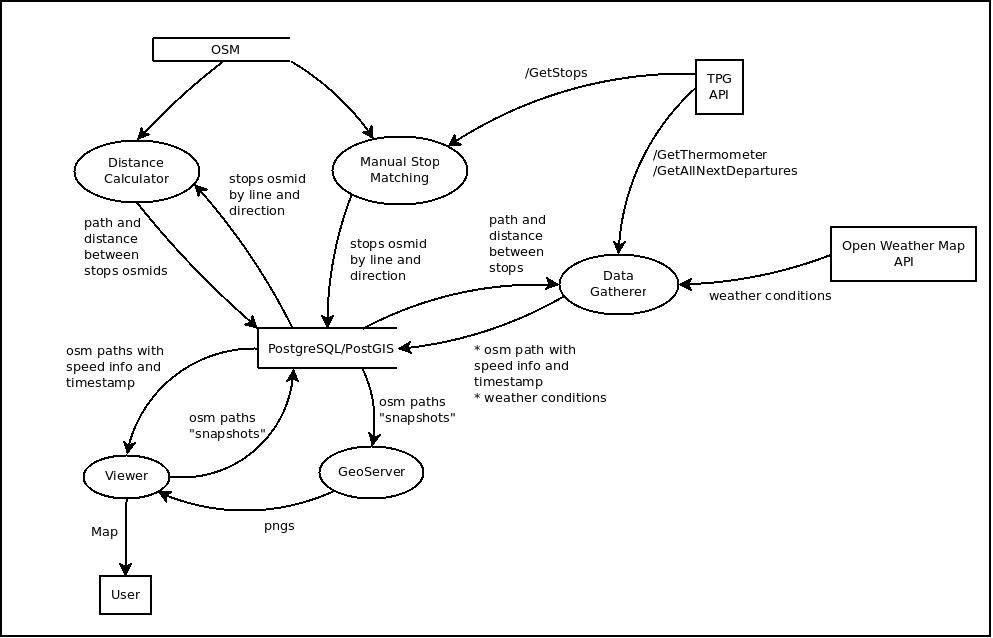 OSM
/GetStops
TPG
API
Distance
Calculator
Manual Stop
Matching
/GetThermometer
/GetAllNextDepartures
stops osmid
by line and
direction
path and
distance
between
stops osmids
stops osmid
by line and
direction
path and
distance
between
stops
Open Weather Map
API
Data
Gatherer
weather conditions
PostgreSQL/PostGIS
osm paths with
speed info and
timestamp
* osm path with
speed info and
timestamp
* weather conditions
osm paths
"snapshots"
osm paths
"snapshots"
Viewer
GeoServer
pngs
Map
User